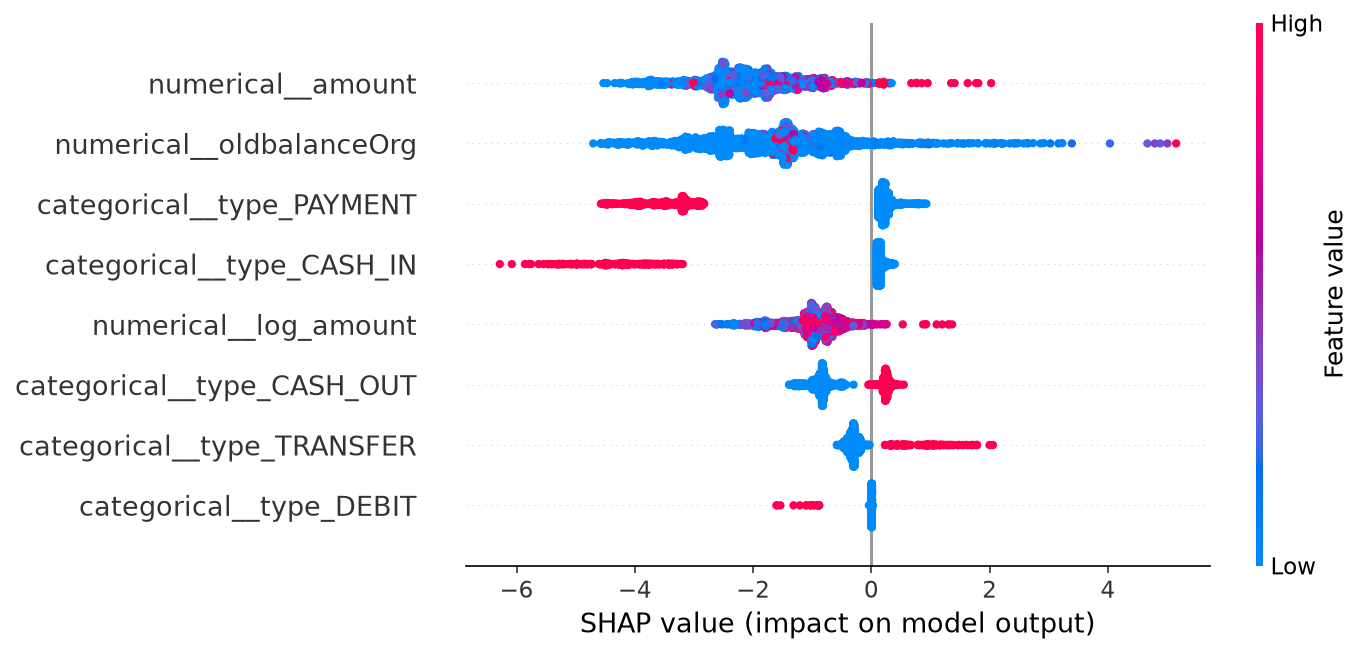 High
numerical__amount
numerical__oldbalanceOrg
categorical__type_PAYMENT
categorical__type_CASH_IN
numerical__log_amount
categorical__type_CASH_OUT
categorical__type_TRANSFER
categorical__type_DEBIT
Feature value
Low
−6 −4 −2 0 2 4
SHAP value (impact on model output)